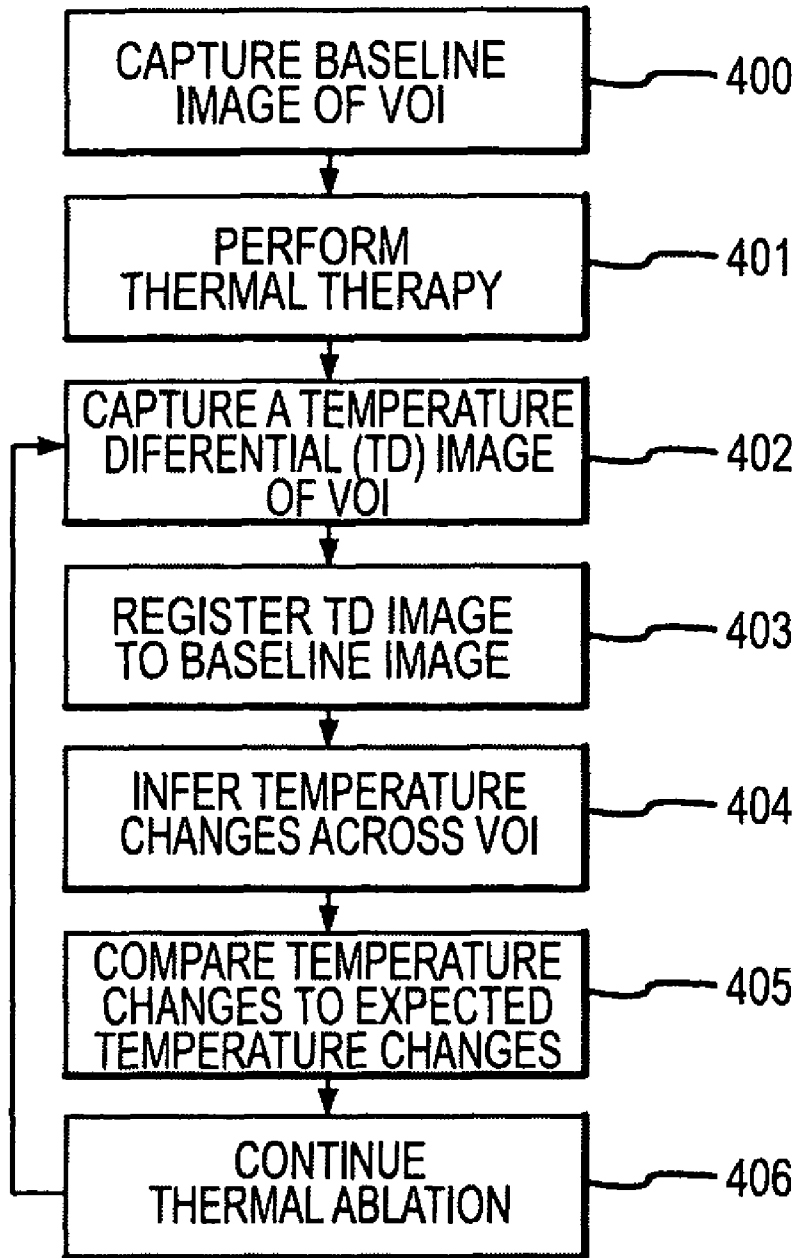 CAPTURE BASELINE
IMAGE OF VOI
400
PERFORM
THERMAL THERAPY
401
CAPTURE A TEMPERATURE
DIFERENTIAL (TD) IMAGE
OF VOI
402
REGISTER TD IMAGE
TO BASELINE IMAGE
403
INFER TEMPERATURE
CHANGES ACROSS VOI
404
COMPARE TEMPERATURE
CHANGES TO EXPECTED
TEMPERATURE CHANGES
405
CONTINUE
THERMAL ABLATION
406